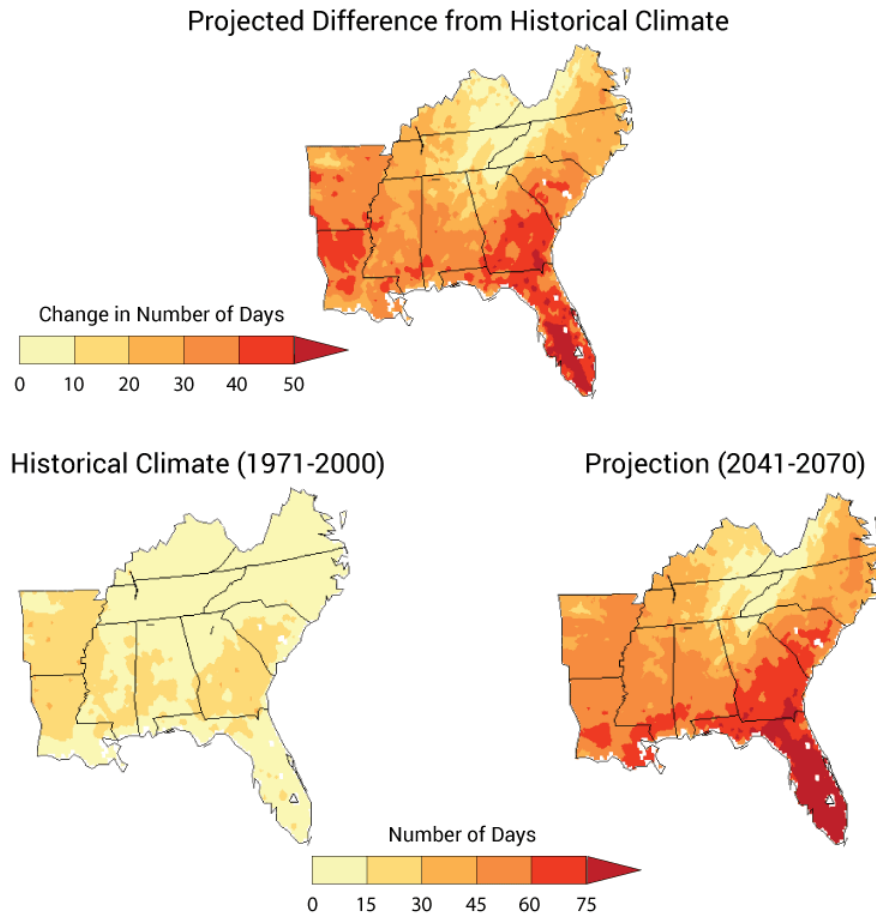 Projected Difference from Historical Climate
Change in Number of Days
0 10 20 30 40 50
Historical Climate (1971-2000)
Projection (2041-2070)
Number of Days
0 15 30 45 60 75